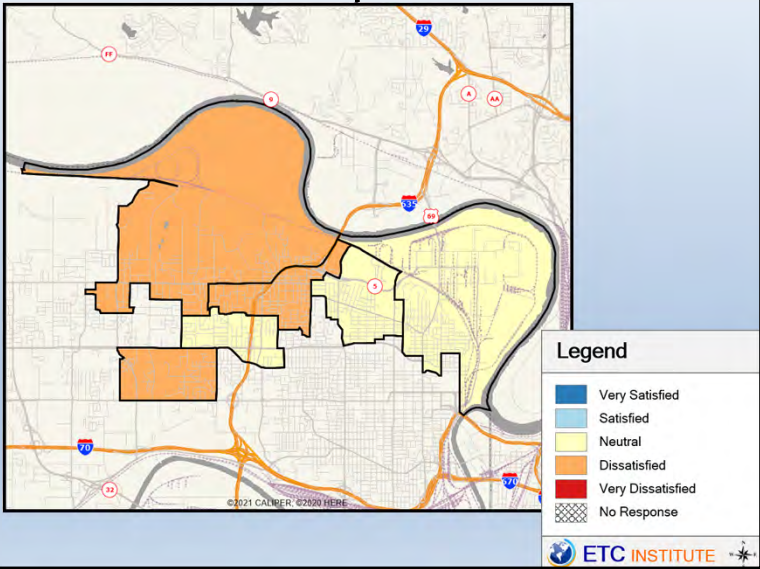 29
FF
9
A
AA
635
69
5
Legend
Very Satisfied
Satisfied
Neutral
Dissatisfied
Very Dissatisfied
No Response
70
670
32
©2021 CALIPER; ©2020 HERE
ETC INSTITUTE